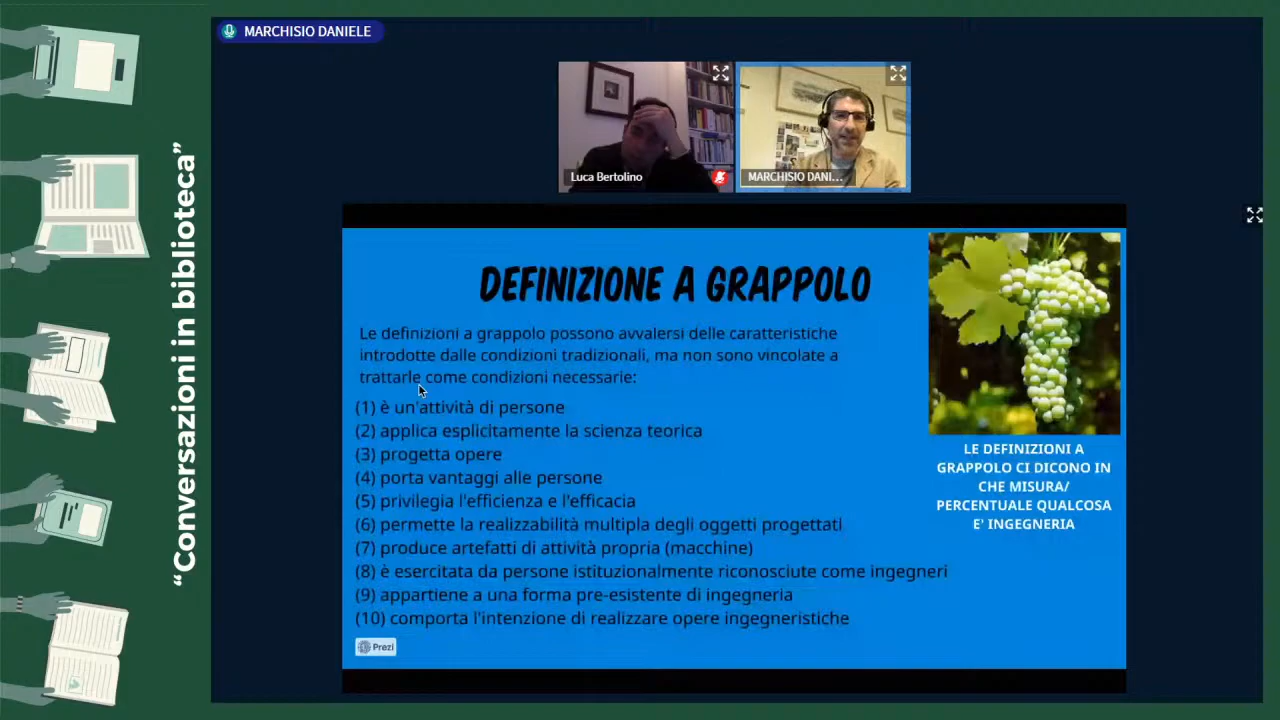 MARCHISIO DANIELE
“Conversazioni in biblioteca”
Luca Bertolino
MARCHISIO DANI...
DEFINIZIONE A GRAPPOLO
Le definizioni a grappolo possono avvalersi delle caratteristiche
introdotte dalle condizioni tradizionali, ma non sono vincolate a
trattarle come condizioni necessarie:
(1) è un'attività di persone
(2) applica esplicitamente la scienza teorica
(3) progetta opere
(4) porta vantaggi alle persone
(5) privilegia l'efficienza e l'efficacia
(6) permette la realizzabilità multipla degli oggetti progettati
(7) produce artefatti di attività propria (macchine)
(8) è esercitata da persone istituzionalmente riconosciute come ingegneri
(9) appartiene a una forma pre-esistente di ingegneria
(10) comporta l'intenzione di realizzare opere ingegneristiche
LE DEFINIZIONI A
GRAPPOLO CI DICONO IN
CHE MISURA/
PERCENTUALE QUALCOSA
E' INGEGNERIA
Prezi